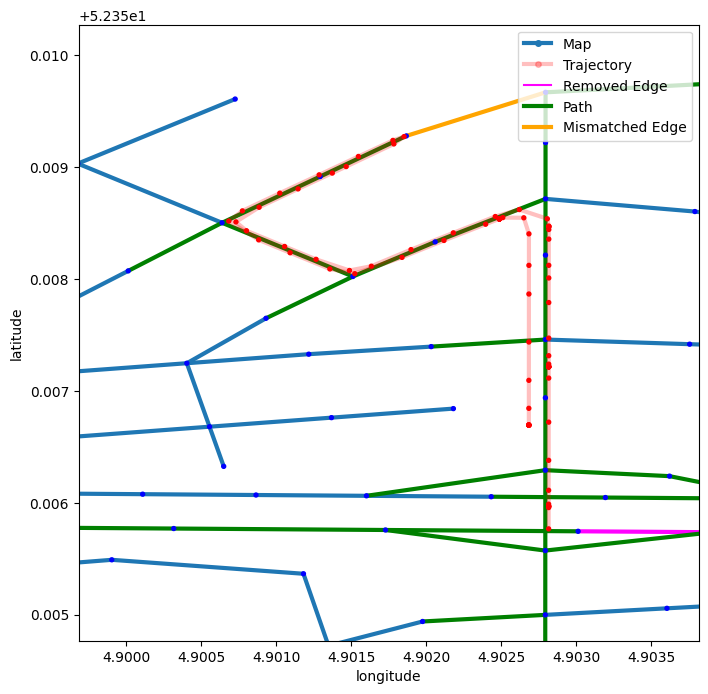 +5.235e1
0.010
0.009
0.008
0.007
0.006
0.005
latitude
Map
Trajectory
Removed Edge
Path
Mismatched Edge
4.9000 4.9005 4.9010 4.9015 4.9020 4.9025 4.9030 4.9035
longitude